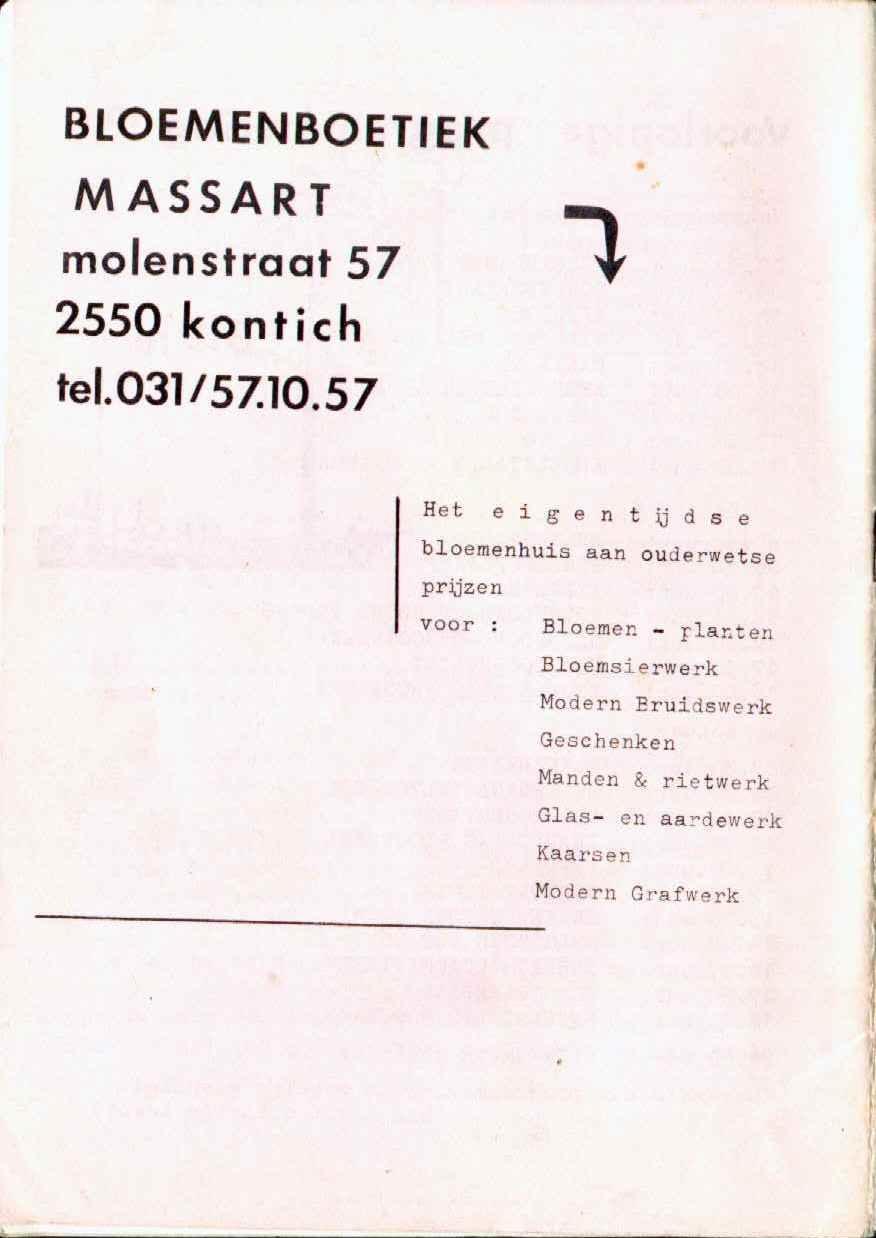 BLOEMENBOETIEK
MASSART
molenstraat 57
2550 kontich
tel.031/57.10.57
Het e i g e n t ij d s e
bloemenhuis aan ouderwetse
prijzen
voor : Bloemen - planten
Bloemsierwerk
Modern Bruidswerk
Geschenken
Manden & rietwerk
Glas- en aardewerk
Kaarsen
Modern Grafwerk